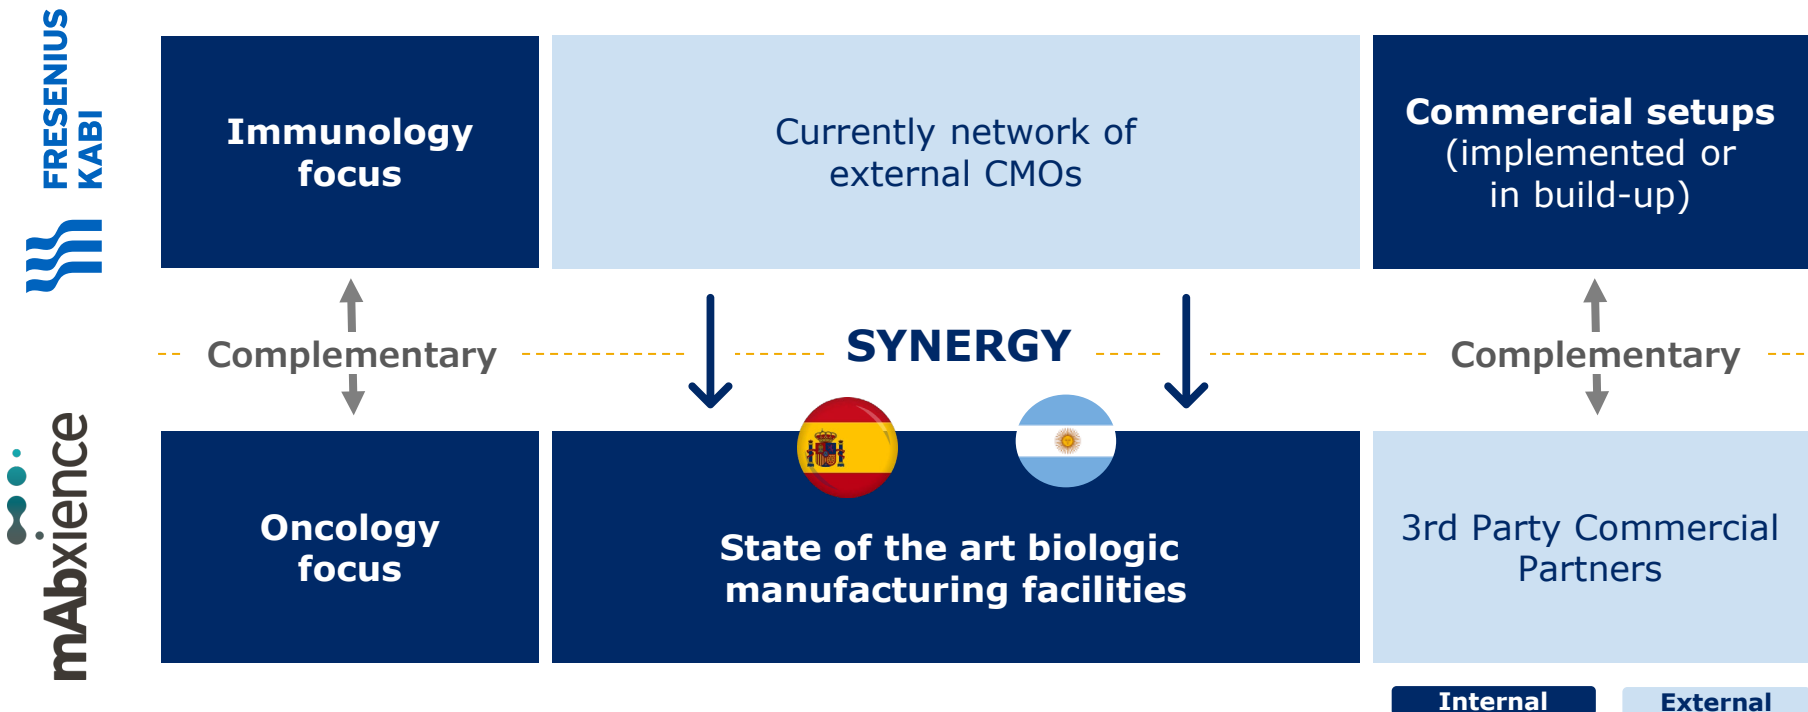 FRESENIUS
KABI
Immunology
focus
Currently network of
external CMOs
Commercial setups
(implemented or
in build-up)
Complementary
SYNERGY
Complementary
mAbxience
Oncology
focus
State of the art biologic
manufacturing facilities
3rd Party Commercial
Partners
Internal
External